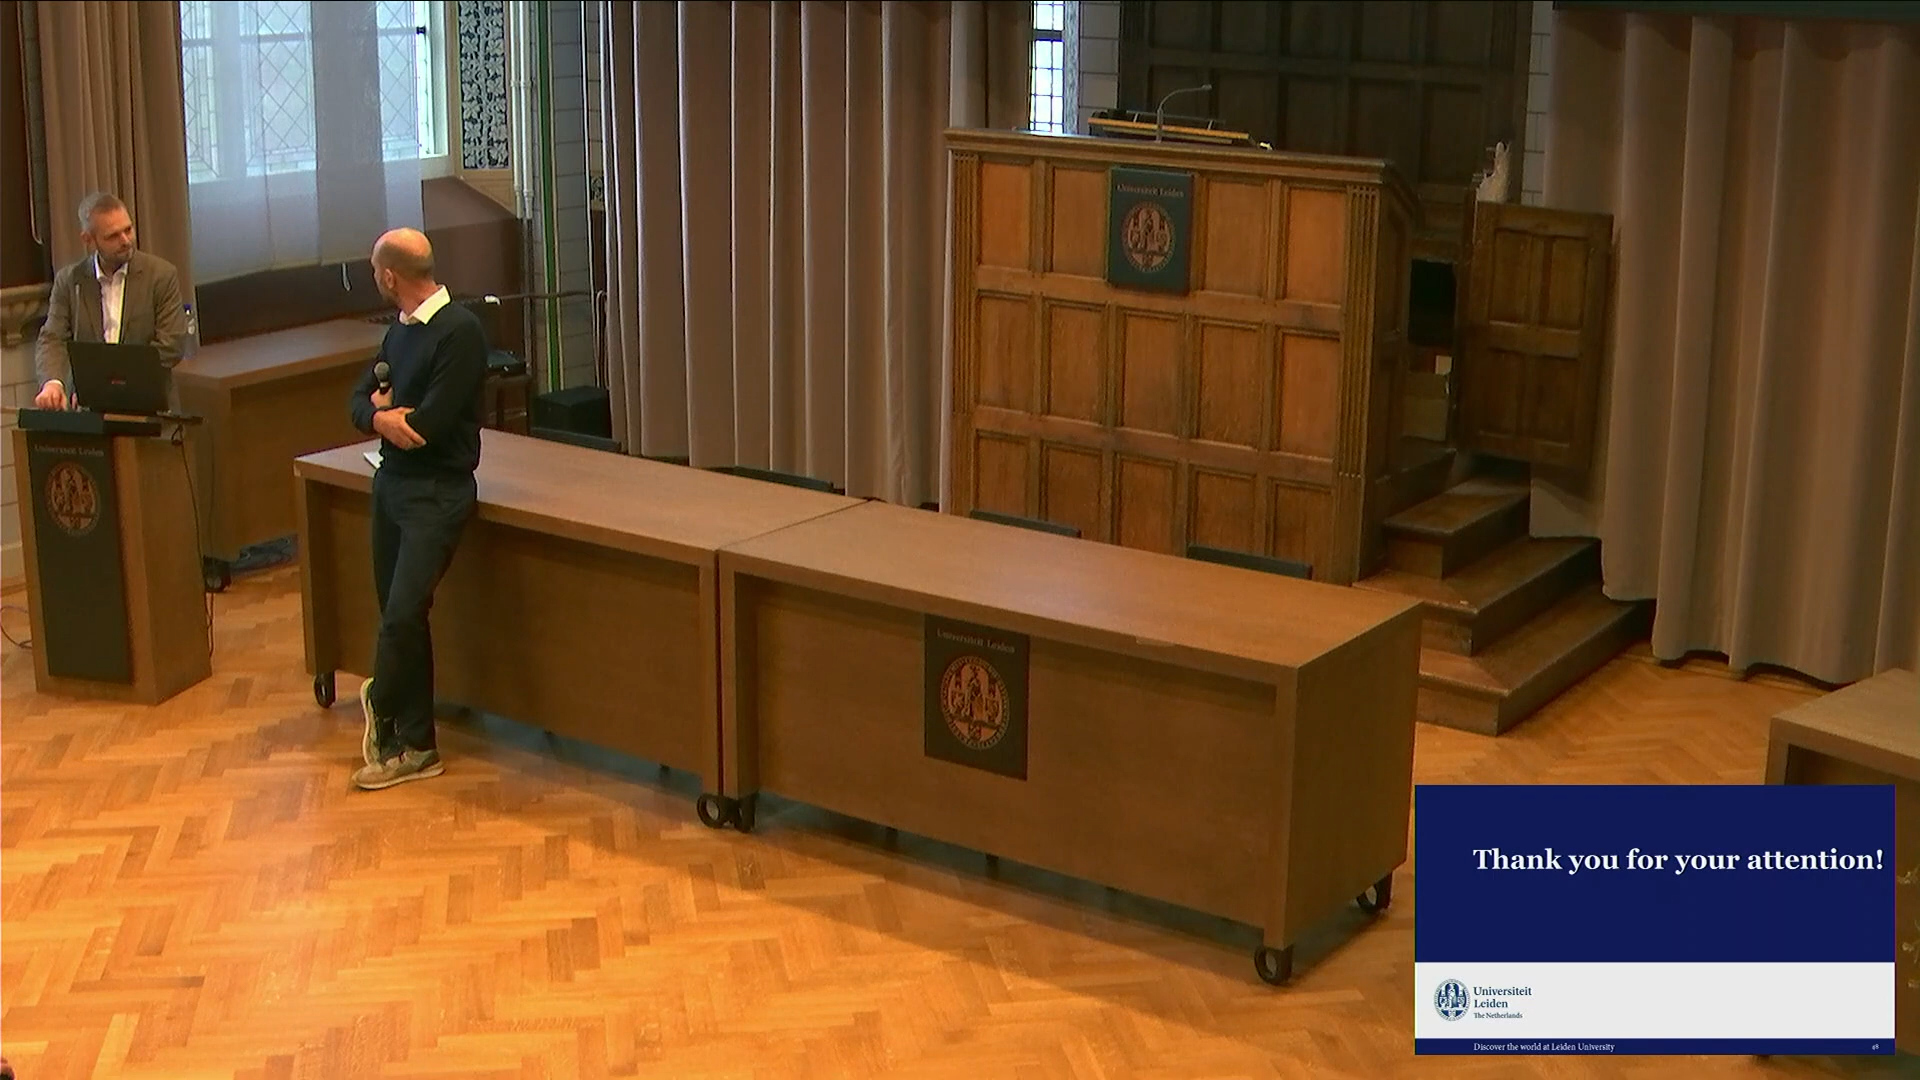 Universiteit Leiden
Universiteit Leiden
Universiteit Leiden
Thank you for your attention!
Universiteit
Leiden
The Netherlands
Discover the world at Leiden University
48